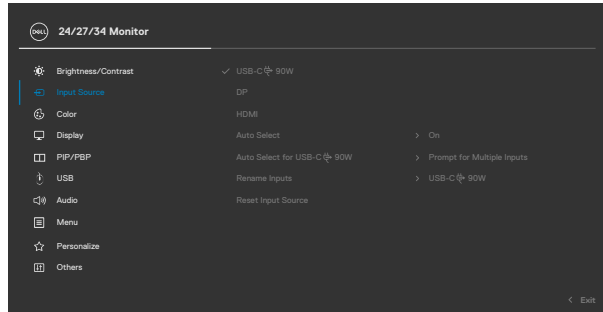 DELL 24/27/34 Monitor
Brightness/Contrast USB-C 90W
Input Source DP
Color HDMI
Display Auto Select > On
PIP/PBP Auto Select for USB-C 90W > Prompt for Multiple Inputs
USB Rename Inputs > USB-C 90W
Audio Reset Input Source
Menu
Personalize
Others
< Exit